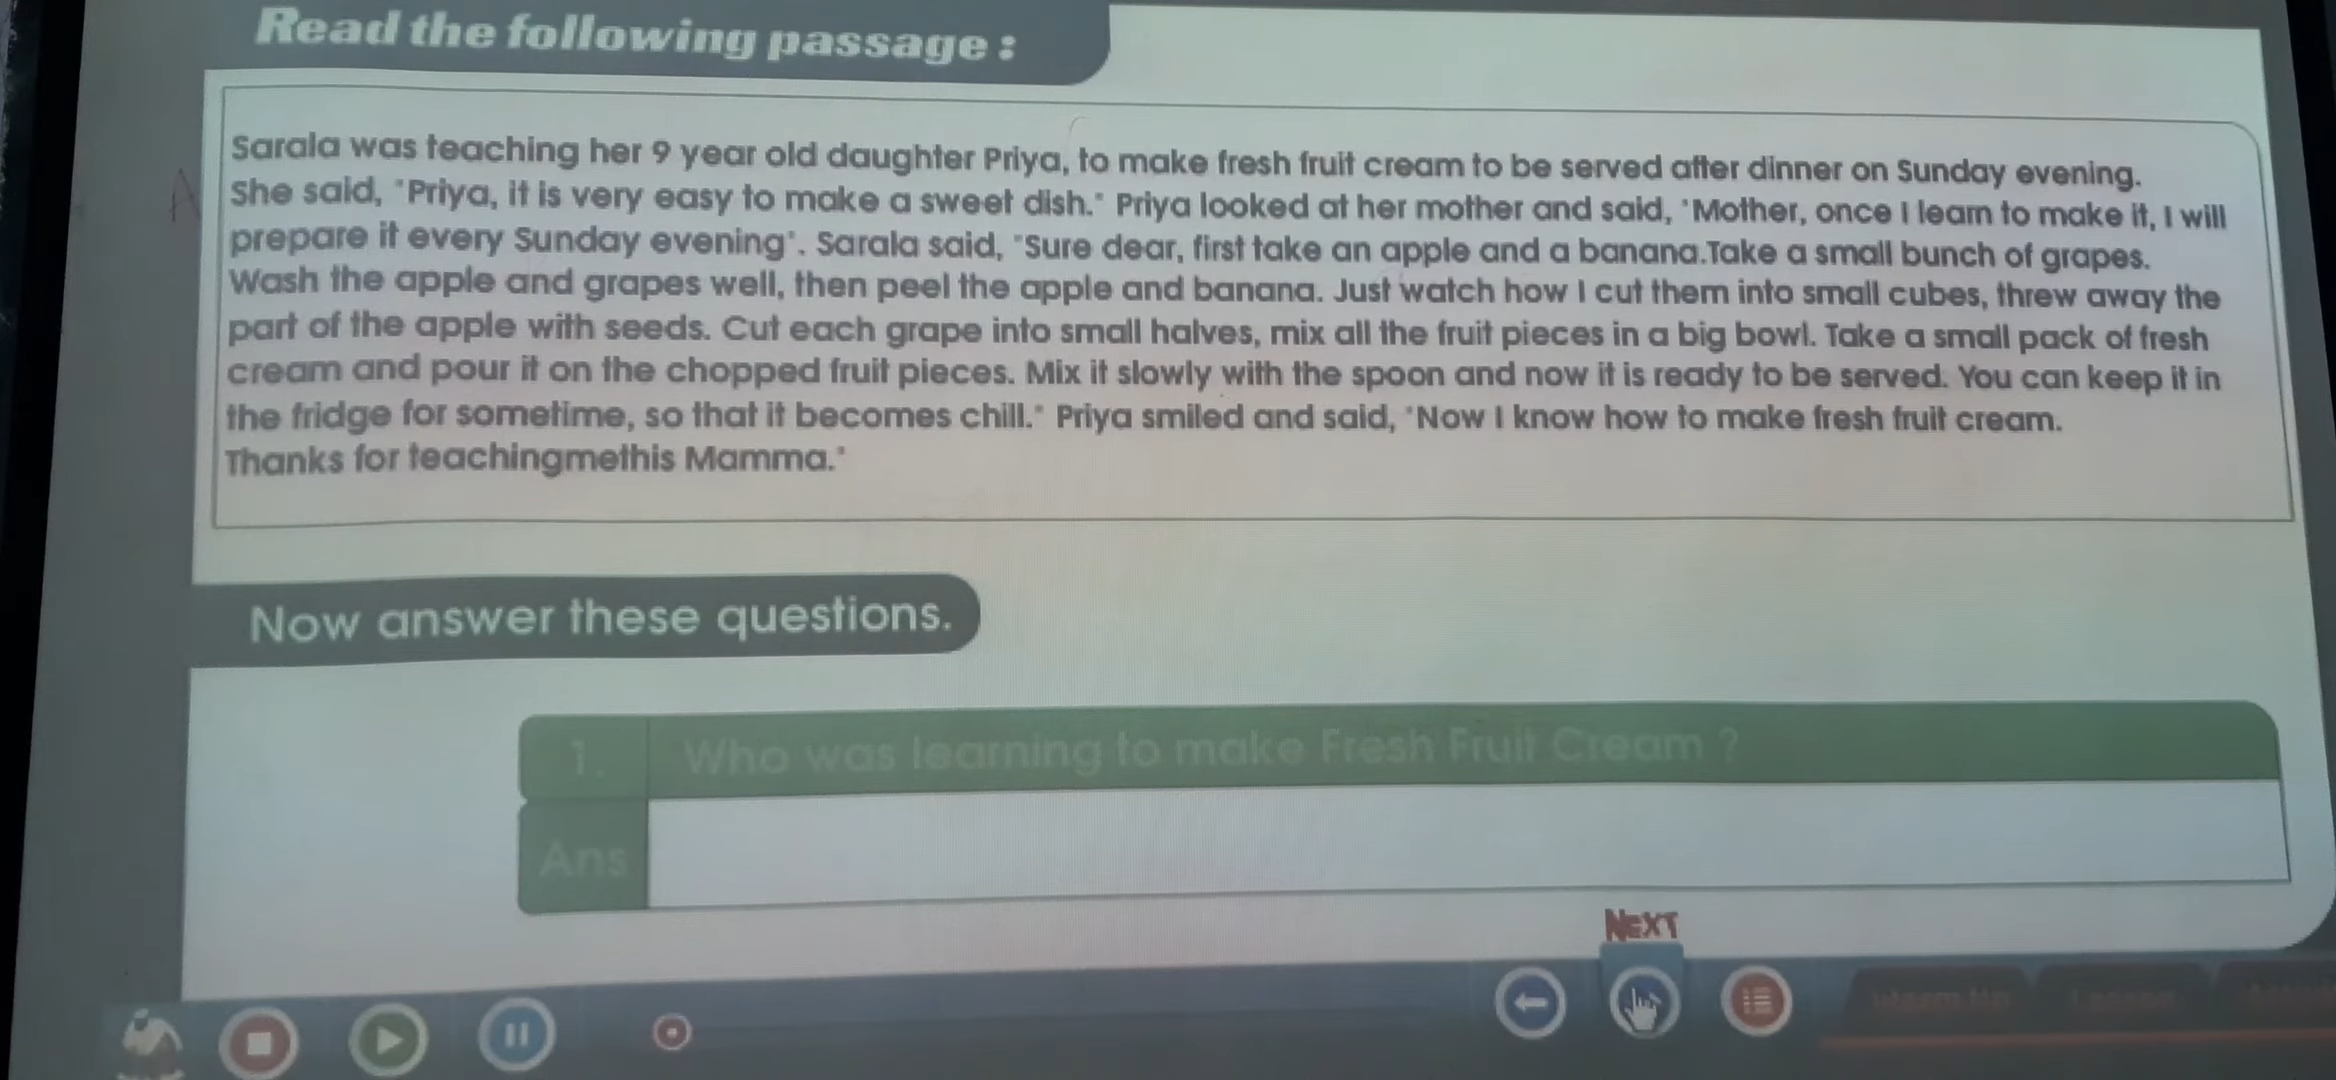 Read the following passage :
Sarala was teaching her 9 year old daughter Priya, to make fresh fruit cream to be served after dinner on Sunday evening.
She said, "Priya, it is very easy to make a sweet dish." Priya looked at her mother and said, "Mother, once I learn to make it, I will
prepare it every Sunday evening". Sarala said, "Sure dear, first take an apple and a banana.Take a small bunch of grapes.
Wash the apple and grapes well, then peel the apple and banana. Just watch how I cut them into small cubes, threw away the
part of the apple with seeds. Cut each grape into small halves, mix all the fruit pieces in a big bowl. Take a small pack of fresh
cream and pour it on the chopped fruit pieces. Mix it slowly with the spoon and now it is ready to be served. You can keep it in
the fridge for sometime, so that it becomes chill." Priya smiled and said, "Now I know how to make fresh fruit cream.
Thanks for teachingmethis Mamma."
Now answer these questions.
1. Who was learning to make Fresh Fruit Cream ?
Ans
NEXT